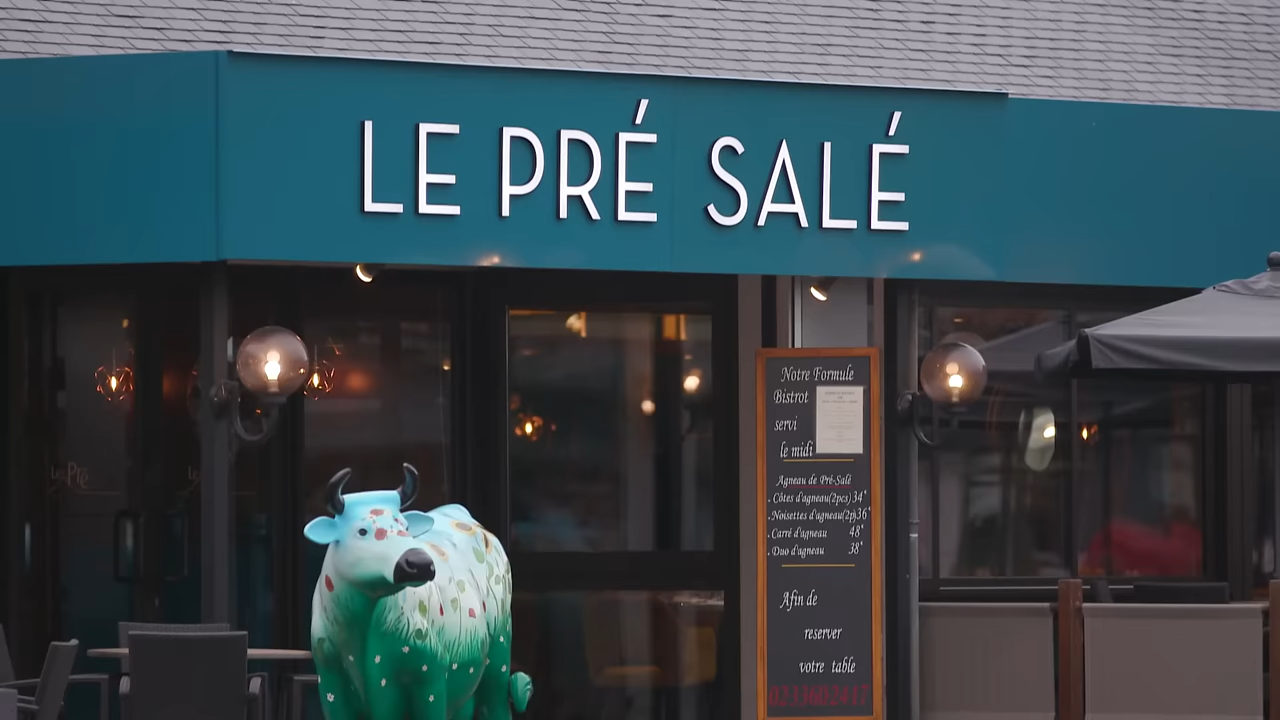 LE PRÉ SALÉ
Notre Formule
Bistrot
servi
le midi
Agneau de Pré-Salé
. Côtes d'agneau(2pcs) 34€
. Noisettes d'agneau(2p)36€
. Carré d'agneau 48€
. Duo d'agneau 38€
Afin de
reserver
votre table
0233602417
Le Pré